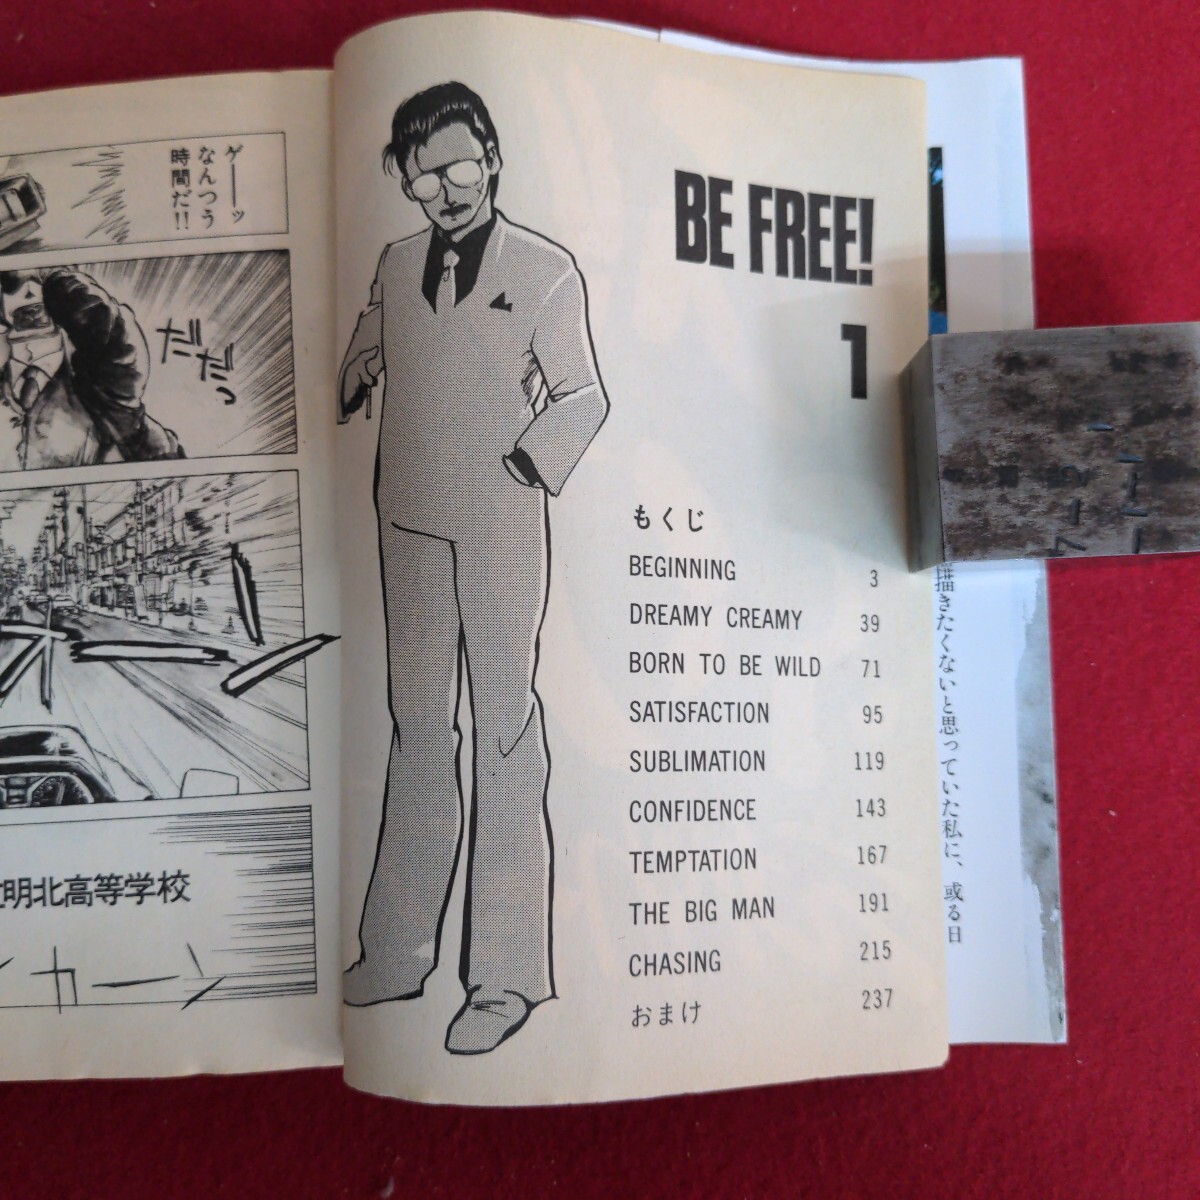 BE FREE!
1
もくじ
BEGINNING 3
DREAMY CREAMY 39
BORN TO BE WILD 71
SATISFACTION 95
SUBLIMATION 119
CONFIDENCE 143
TEMPTATION 167
THE BIG MAN 191
CHASING 215
おまけ 237
ゲ――ッ
なんつう
時間だ!!
だだっ
明北高等学校
カーン
描きたくないと思っていた私に、或る日